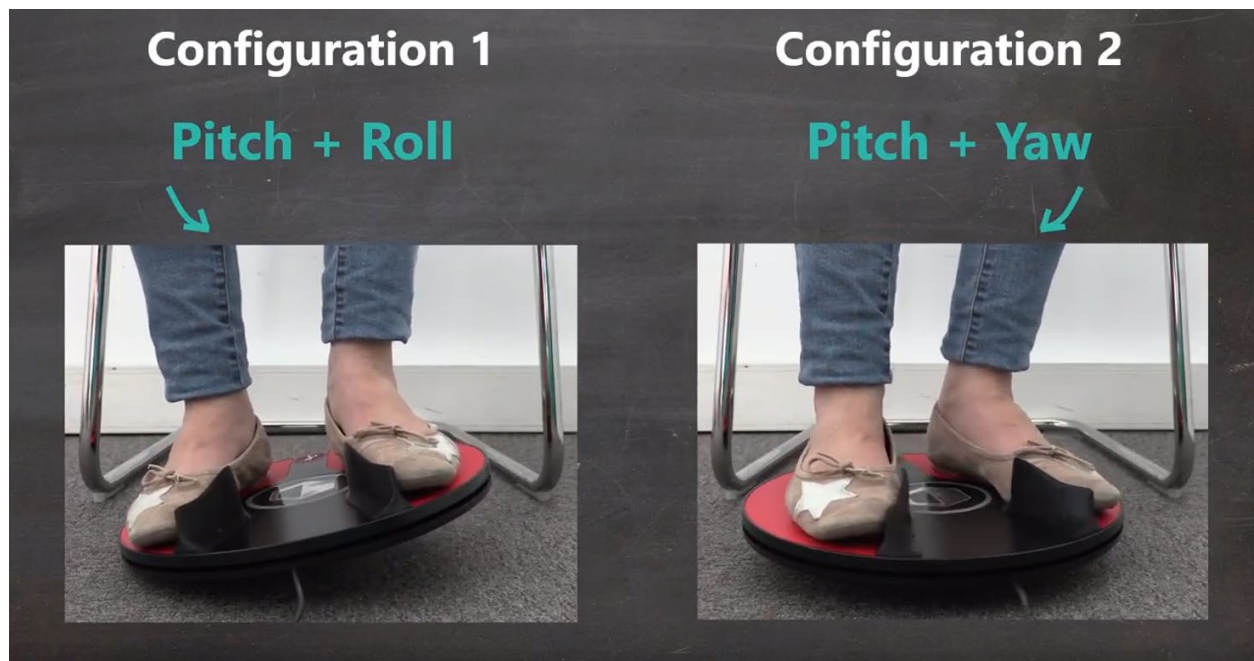 Configuration 1
Configuration 2
Pitch + Roll
Pitch + Yaw